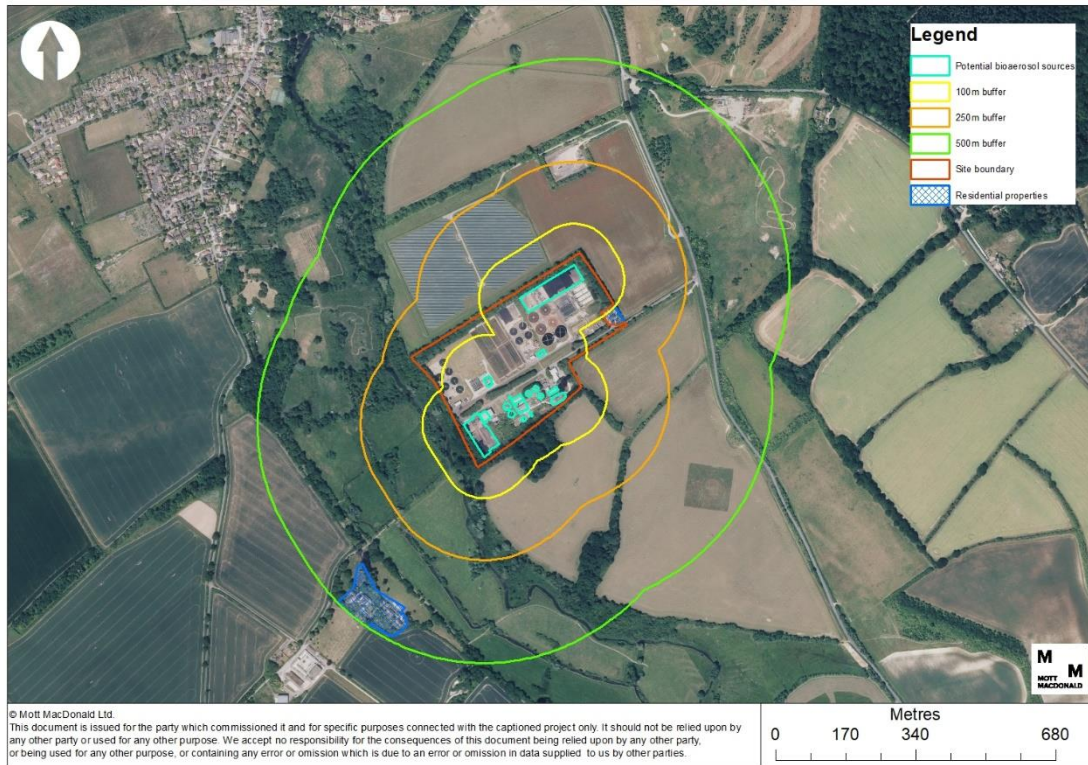 Legend
Potential bioaerosol sources
100m buffer
250m buffer
500m buffer
Site boundary
Residential properties
M
M
MOTT
MACDONALD
© Mott MacDonald Ltd.
This document is issued for the party which commissioned it and for specific purposes connected with the captioned project only. It should not be relied upon by
any other party or used for any other purpose. We accept no responsibility for the consequences of this document being relied upon by any other party,
or being used for any other purpose, or containing any error or omission which is due to an error or omission in data supplied to us by other parties.
Metres
0 170 340 680